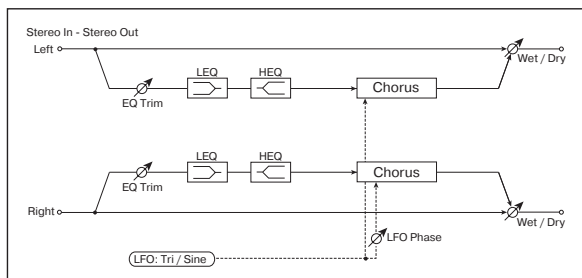 Stereo In - Stereo Out
Left
Wet / Dry
EQ Trim
LEQ
HEQ
Chorus
LEQ
HEQ
Chorus
EQ Trim
Right
Wet / Dry
LFO Phase
LFO: Tri / Sine